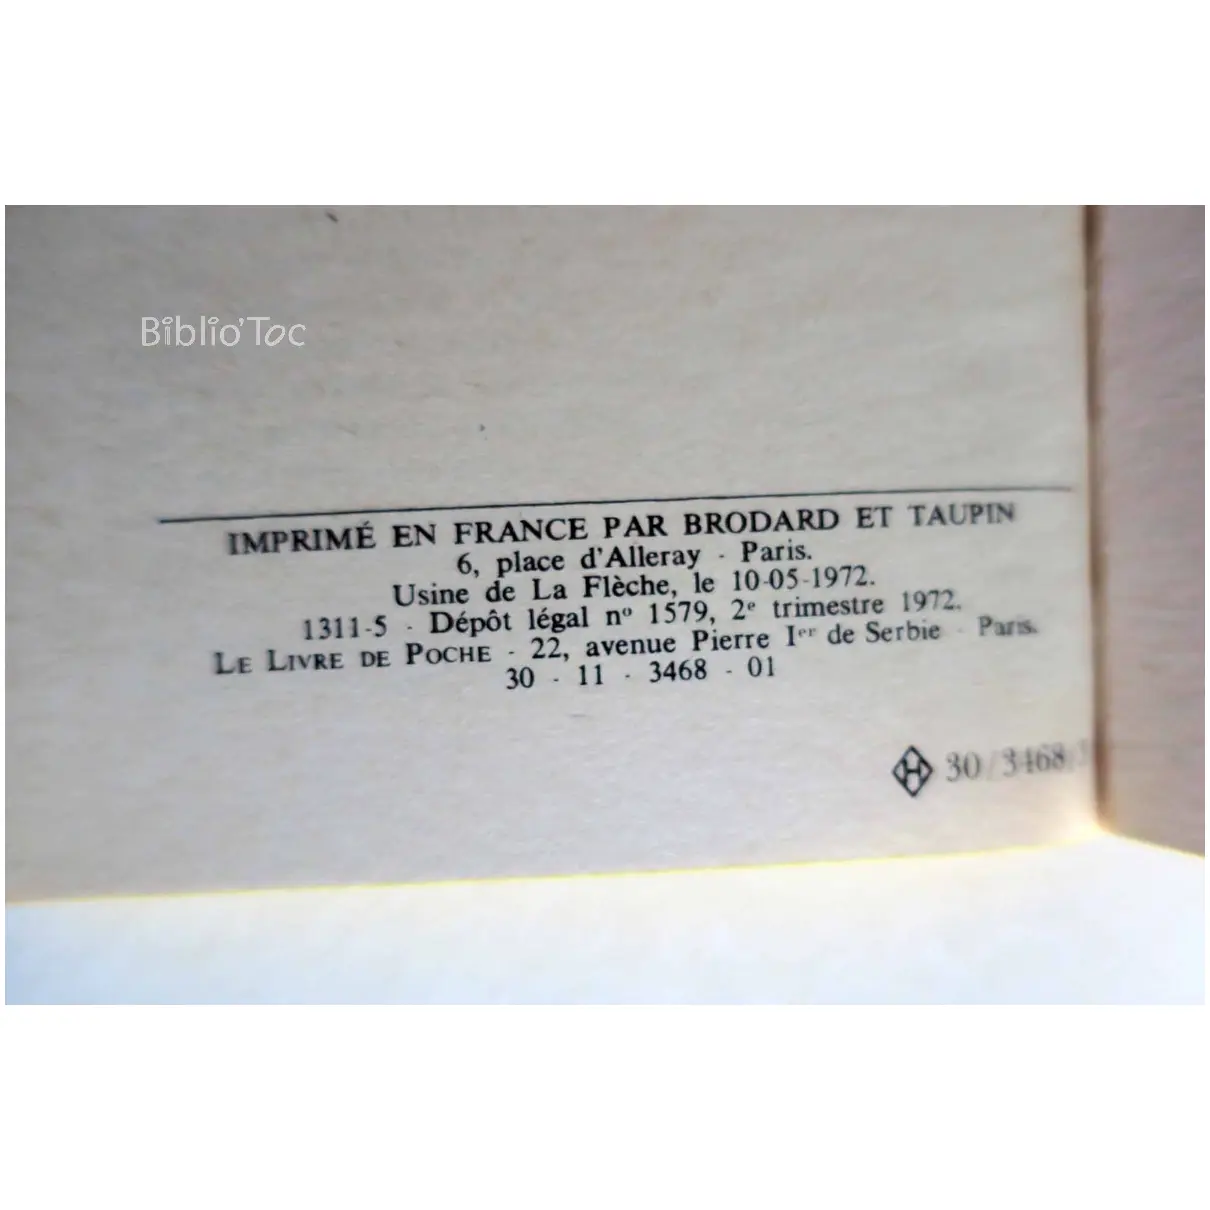 Biblio'Toc
IMPRIMÉ EN FRANCE PAR BRODARD ET TAUPIN
6, place d'Alleray - Paris.
Usine de La Flèche, le 10-05-1972.
1311-5 - Dépôt légal nº 1579, 2e trimestre 1972.
LE LIVRE DE POCHE - 22, avenue Pierre Ier de Serbie - Paris.
30 - 11 - 3468 - 01
30/3468/